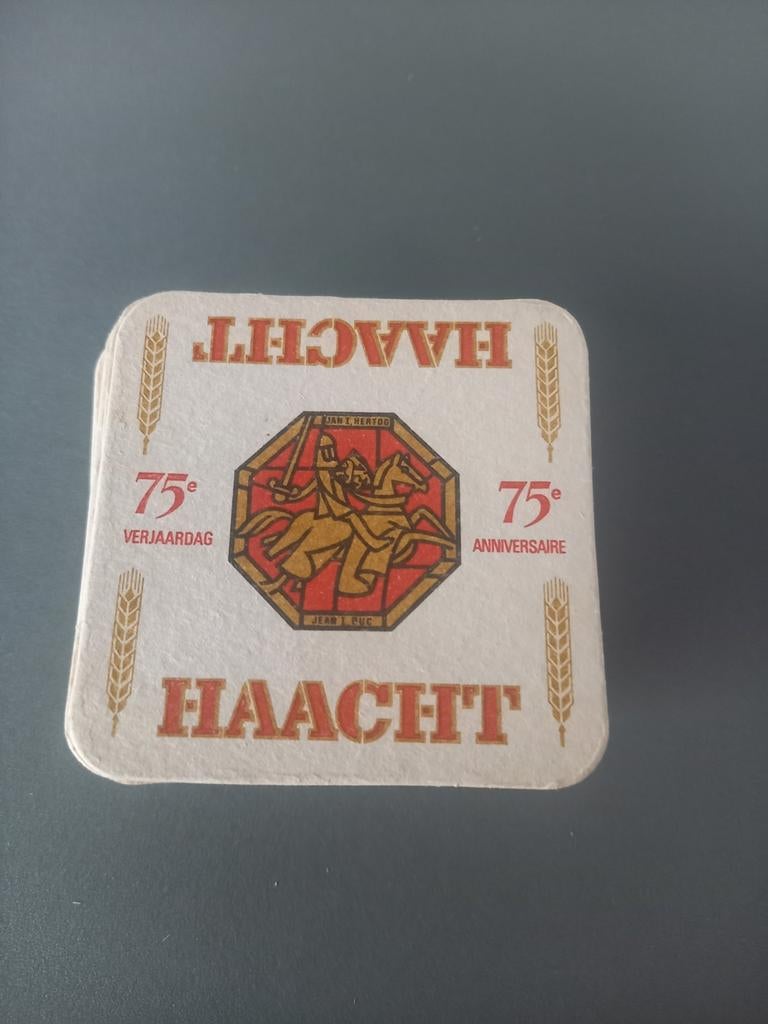 HAACHT
JAN I, HERTOG
75e
VERJAARDAG
75e
ANNIVERSAIRE
JEAN I, DUC
HAACHT